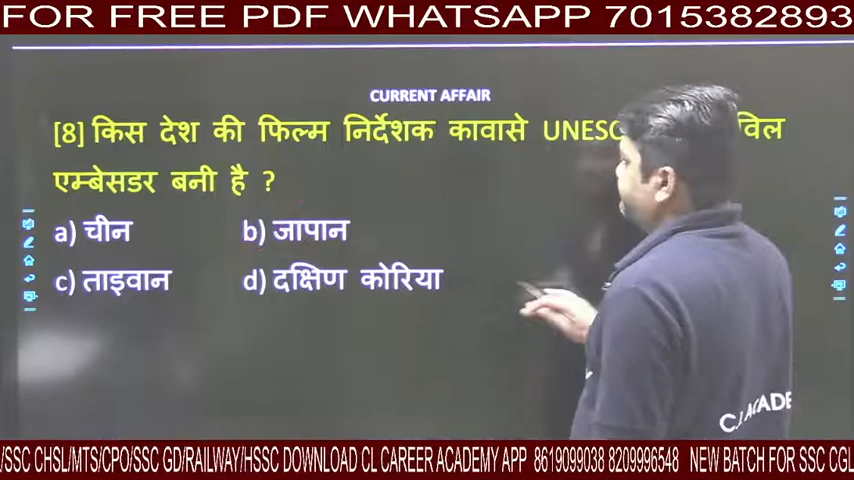 FOR FREE PDF WHATSAPP 7015382893
CURRENT AFFAIR
[8] किस देश की फिल्म निर्देशक कावासे UNESC विल
एम्बेसडर बनी है ?
a) चीन b) जापान
c) ताइवान d) दक्षिण कोरिया
/SSC CHSL/MTS/CPO/SSC GD/RAILWAY/HSSC DOWNLOAD CL CAREER ACADEMY APP 8619099038 8209996548 NEW BATCH FOR SSC CGL